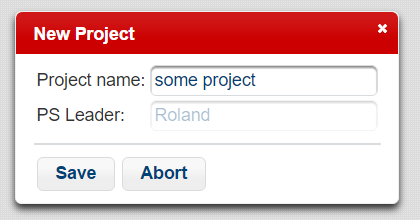 New Project
Project name: some project
PS Leader: Roland
Save Abort